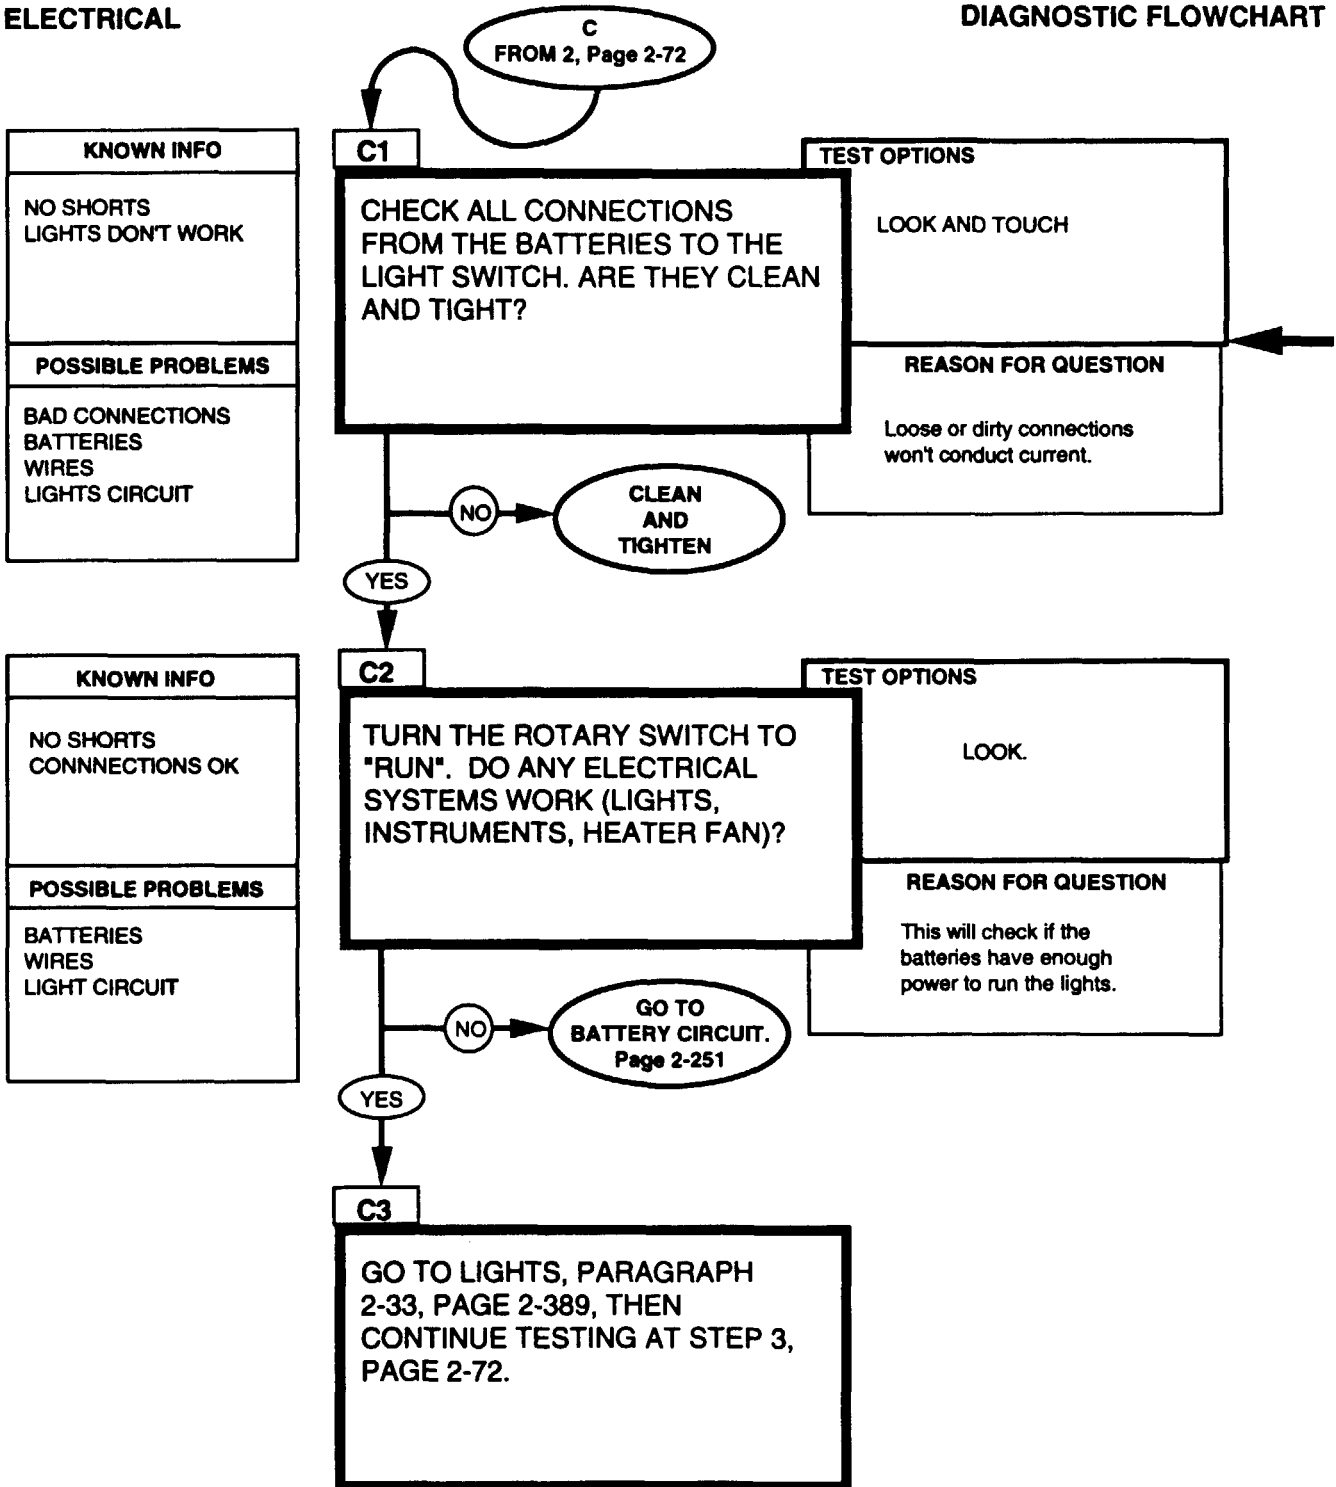 ELECTRICAL
DIAGNOSTIC FLOWCHART
C
FROM 2, Page 2-72
KNOWN INFO
NO SHORTS
LIGHTS DON'T WORK
POSSIBLE PROBLEMS
BAD CONNECTIONS
BATTERIES
WIRES
LIGHTS CIRCUIT
C1
CHECK ALL CONNECTIONS
FROM THE BATTERIES TO THE
LIGHT SWITCH. ARE THEY CLEAN
AND TIGHT?
TEST OPTIONS
LOOK AND TOUCH
REASON FOR QUESTION
Loose or dirty connections
won't conduct current.
NO
CLEAN
AND
TIGHTEN
YES
KNOWN INFO
NO SHORTS
CONNNECTIONS OK
POSSIBLE PROBLEMS
BATTERIES
WIRES
LIGHT CIRCUIT
C2
TURN THE ROTARY SWITCH TO
"RUN". DO ANY ELECTRICAL
SYSTEMS WORK (LIGHTS,
INSTRUMENTS, HEATER FAN)?
TEST OPTIONS
LOOK.
REASON FOR QUESTION
This will check if the
batteries have enough
power to run the lights.
NO
GO TO
BATTERY CIRCUIT.
Page 2-251
YES
C3
GO TO LIGHTS, PARAGRAPH
2-33, PAGE 2-389, THEN
CONTINUE TESTING AT STEP 3,
PAGE 2-72.